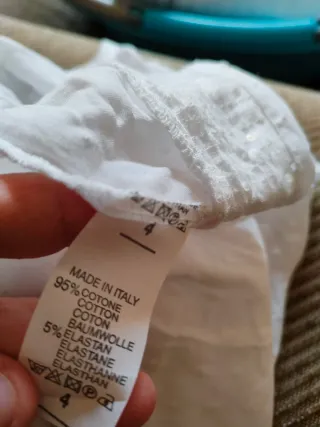 4
MADE IN ITALY
95% COTONE
COTTON
COTON
BAUMWOLLE
5% ELASTAN
ELASTANE
ELASTHANNE
ELASTHAN
4